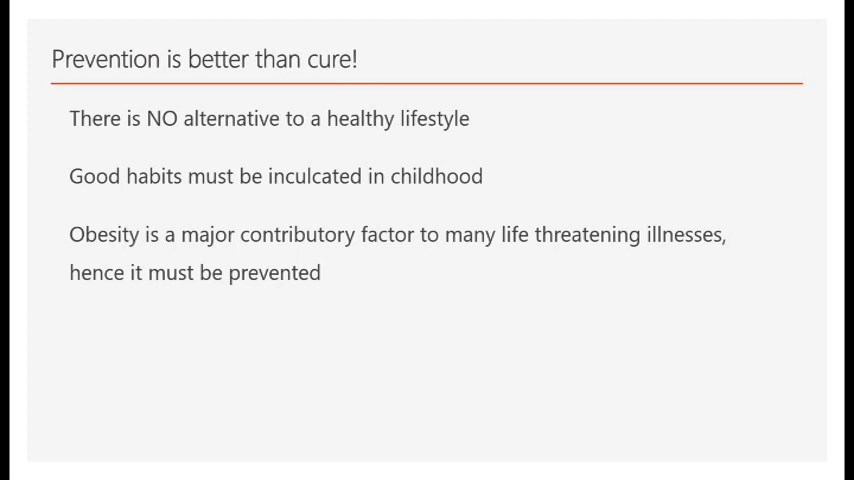 Prevention is better than cure!
There is NO alternative to a healthy lifestyle
Good habits must be inculcated in childhood
Obesity is a major contributory factor to many life threatening illnesses,
hence it must be prevented